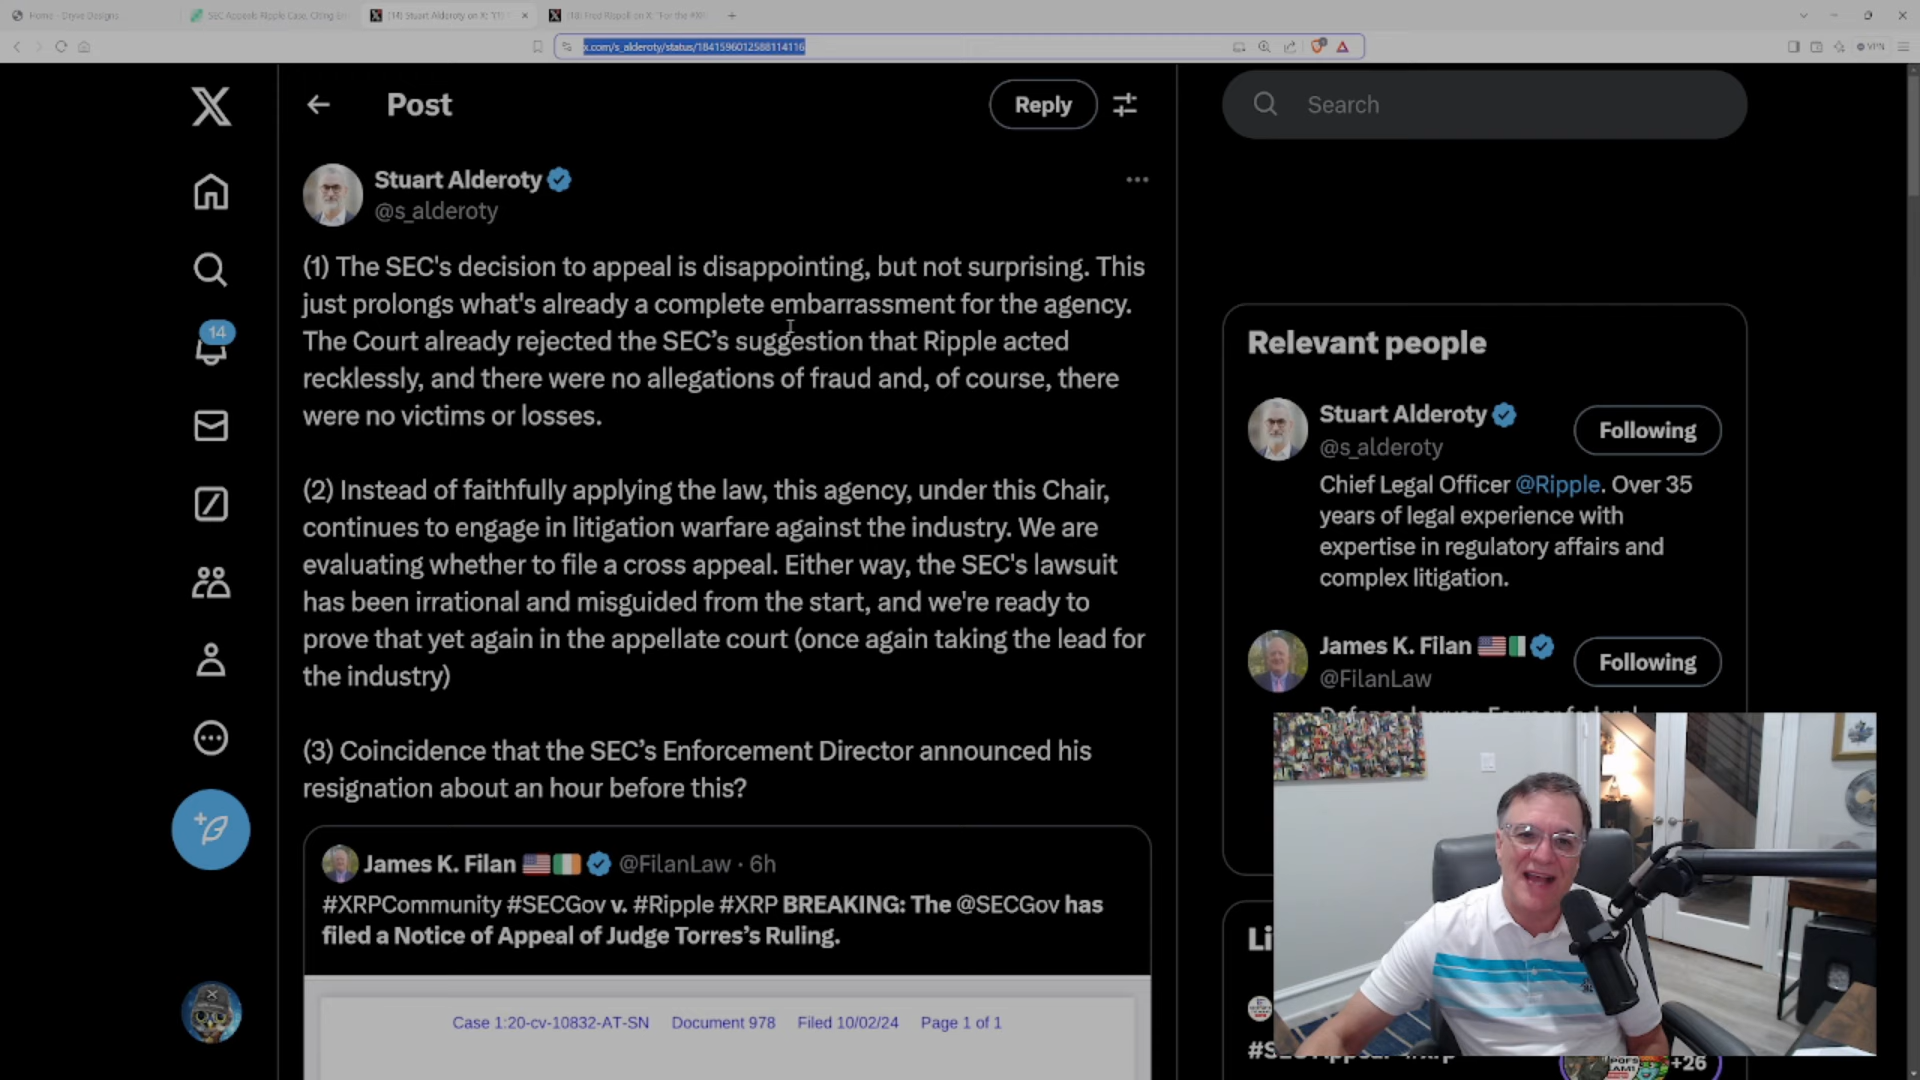 Home - Dryve Designs
SEC Appeals Ripple Case, Citing
(14) Stuart Alderoty on X: "(1)
(18) Fred Rispoli on X: "For the #XR
x.com/s_alderoty/status/1841596012588114116
VPN
Post
Reply
Search
14
Stuart Alderoty
@s_alderoty
(1) The SEC's decision to appeal is disappointing, but not surprising. This
just prolongs what's already a complete embarrassment for the agency.
The Court already rejected the SEC’s suggestion that Ripple acted
recklessly, and there were no allegations of fraud and, of course, there
were no victims or losses.
(2) Instead of faithfully applying the law, this agency, under this Chair,
continues to engage in litigation warfare against the industry. We are
evaluating whether to file a cross appeal. Either way, the SEC's lawsuit
has been irrational and misguided from the start, and we're ready to
prove that yet again in the appellate court (once again taking the lead for
the industry)
(3) Coincidence that the SEC’s Enforcement Director announced his
resignation about an hour before this?
James K. Filan @FilanLaw · 6h
#XRPCommunity #SECGov v. #Ripple #XRP BREAKING: The @SECGov has
filed a Notice of Appeal of Judge Torres’s Ruling.
Case 1:20-cv-10832-AT-SN Document 978 Filed 10/02/24 Page 1 of 1
Relevant people
Stuart Alderoty
@s_alderoty
Following
Chief Legal Officer @Ripple. Over 35
years of legal experience with
expertise in regulatory affairs and
complex litigation.
James K. Filan
@FilanLaw
Following
Li
+26